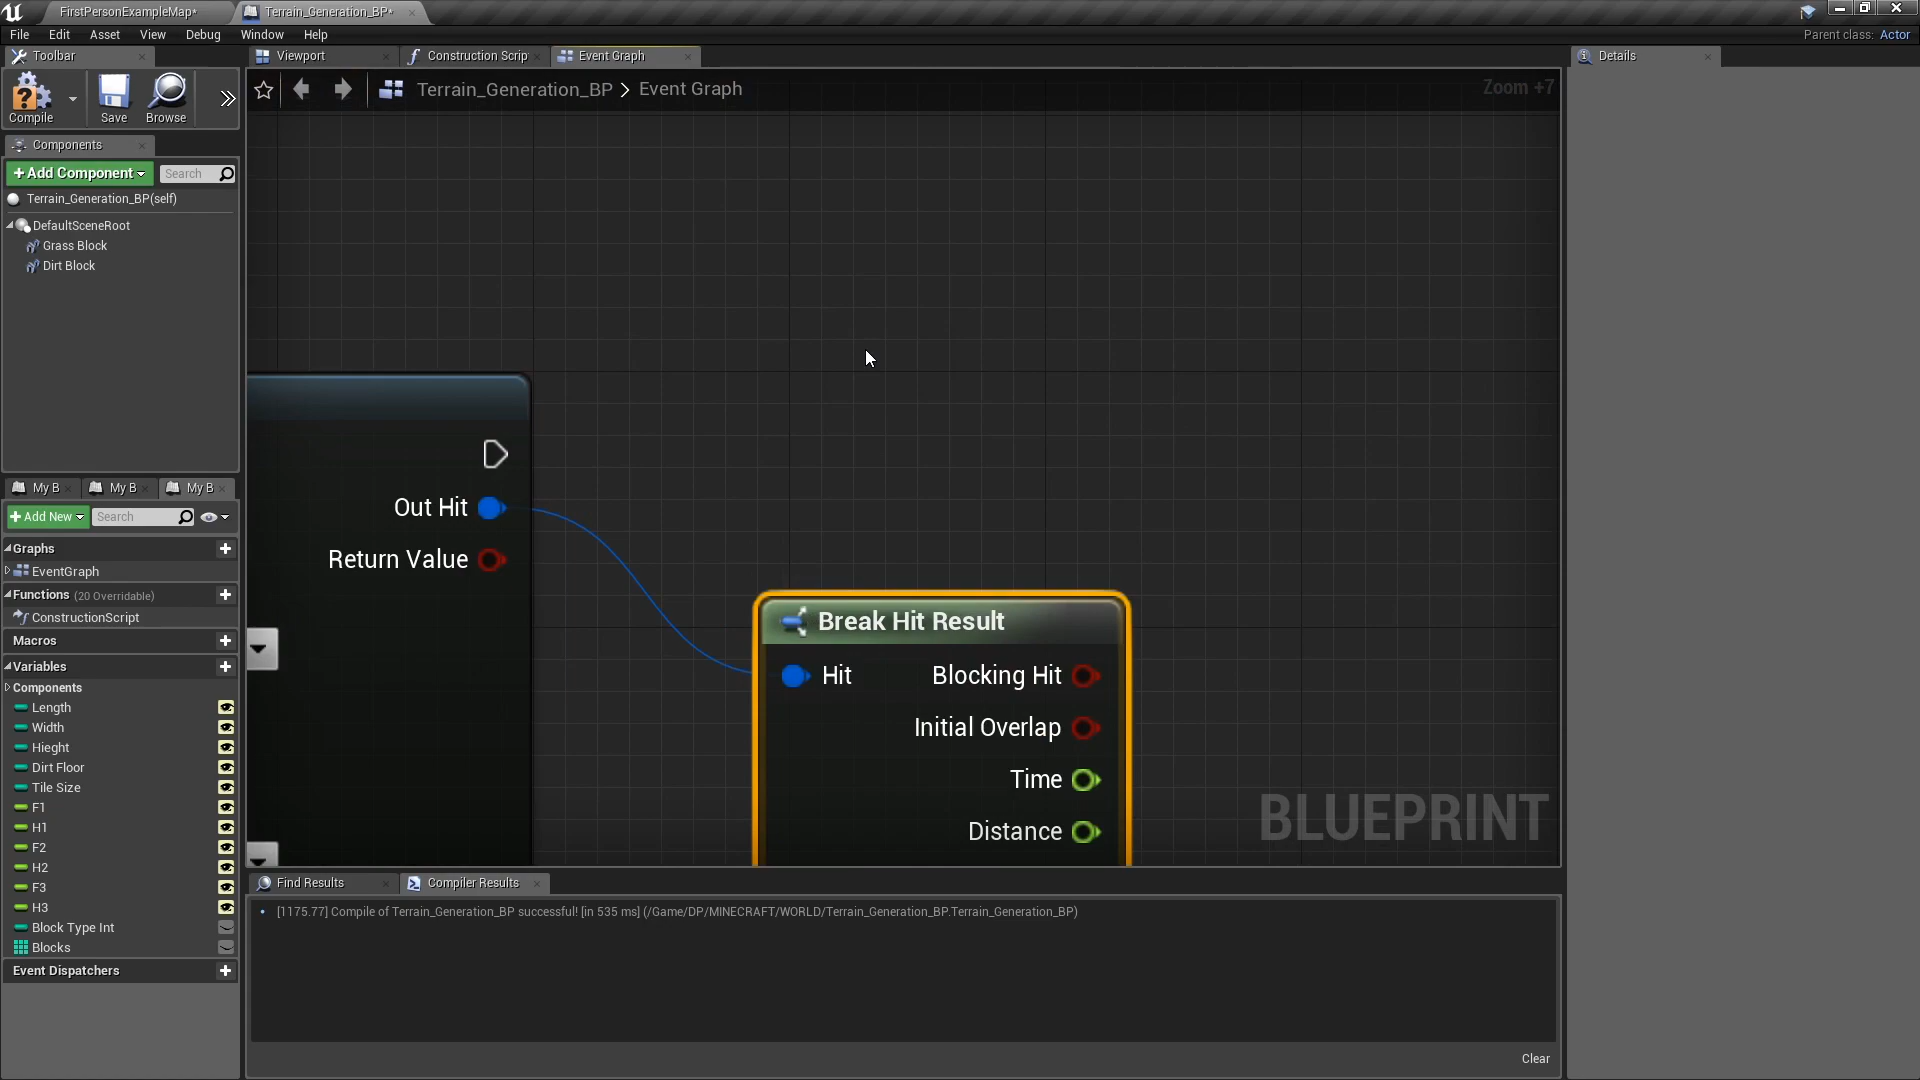 FirstPersonExampleMap*
Terrain_Generation_BP*
File Edit Asset View Debug Window Help
Parent class: Actor
Toolbar
Viewport
Construction Scrip
Event Graph
Details
Compile
Save
Browse
Terrain_Generation_BP > Event Graph
Zoom +7
Components
+Add Component
Search
Terrain_Generation_BP(self)
DefaultSceneRoot
Grass Block
Dirt Block
Out Hit
Return Value
Break Hit Result
Hit
Blocking Hit
Initial Overlap
Time
Distance
BLUEPRINT
My B
My B
My B
+Add New
Search
Graphs
EventGraph
Functions (20 Overridable)
ConstructionScript
Macros
Variables
Components
Length
Width
Hieght
Dirt Floor
Tile Size
F1
H1
F2
H2
F3
H3
Block Type Int
Blocks
Event Dispatchers
Find Results
Compiler Results
[1175.77] Compile of Terrain_Generation_BP successful! [in 535 ms] (/Game/DP/MINECRAFT/WORLD/Terrain_Generation_BP.Terrain_Generation_BP)
Clear